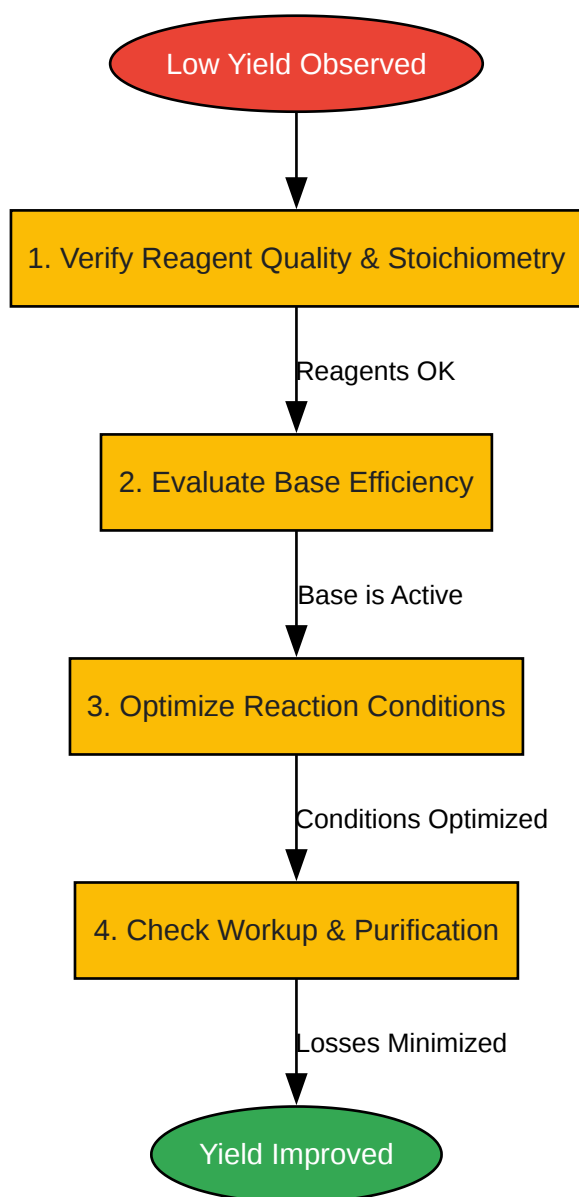 Low Yield Observed
1. Verify Reagent Quality & Stoichiometry
Reagents OK
2. Evaluate Base Efficiency
Base is Active
3. Optimize Reaction Conditions
Conditions Optimized
4. Check Workup & Purification
Losses Minimized
Yield Improved